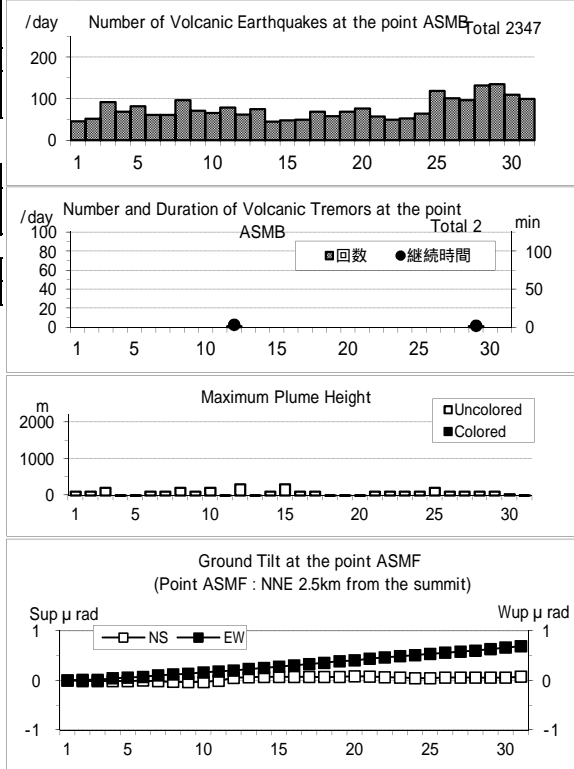 /day Number of Volcanic Earthquakes at the point ASMB Total 2347
200
100
0
1 5 10 15 20 25 30
/day Number and Duration of Volcanic Tremors at the point ASMB Total 2 min
100 100
80
60
50
40
20
0 0
回数 継続時間
1 5 10 15 20 25 30
Maximum Plume Height
m
2000
1000
0
Uncolored
Colored
1 5 10 15 20 25 30
Ground Tilt at the point ASMF
(Point ASMF : NNE 2.5km from the summit)
Sup μ rad Wup μ rad
1 1
NS EW
0 0
-1 -1
1 5 10 15 20 25 30